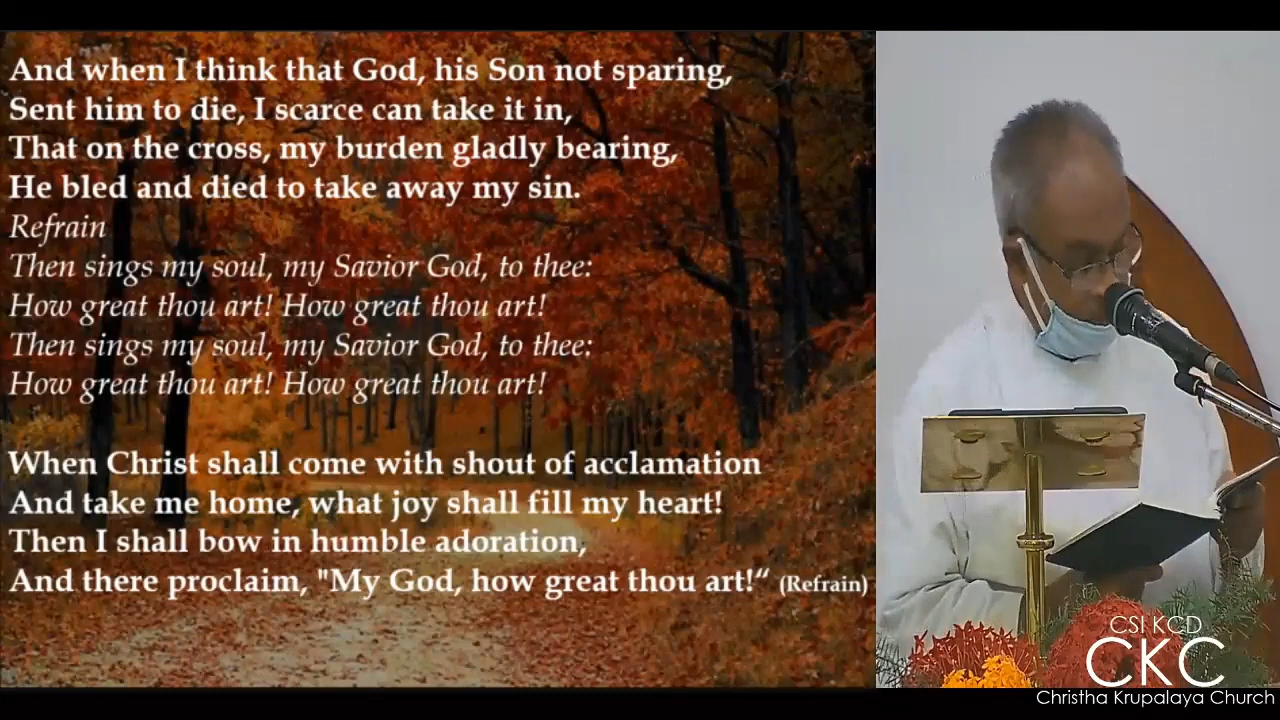 And when I think that God, his Son not sparing,
Sent him to die, I scarce can take it in,
That on the cross, my burden gladly bearing,
He bled and died to take away my sin.
Refrain
Then sings my soul, my Savior God, to thee:
How great thou art! How great thou art!
Then sings my soul, my Savior God, to thee:
How great thou art! How great thou art!
When Christ shall come with shout of acclamation
And take me home, what joy shall fill my heart!
Then I shall bow in humble adoration,
And there proclaim, "My God, how great thou art!“ (Refrain)
CSI KCD
CKC
Christha Krupalaya Church